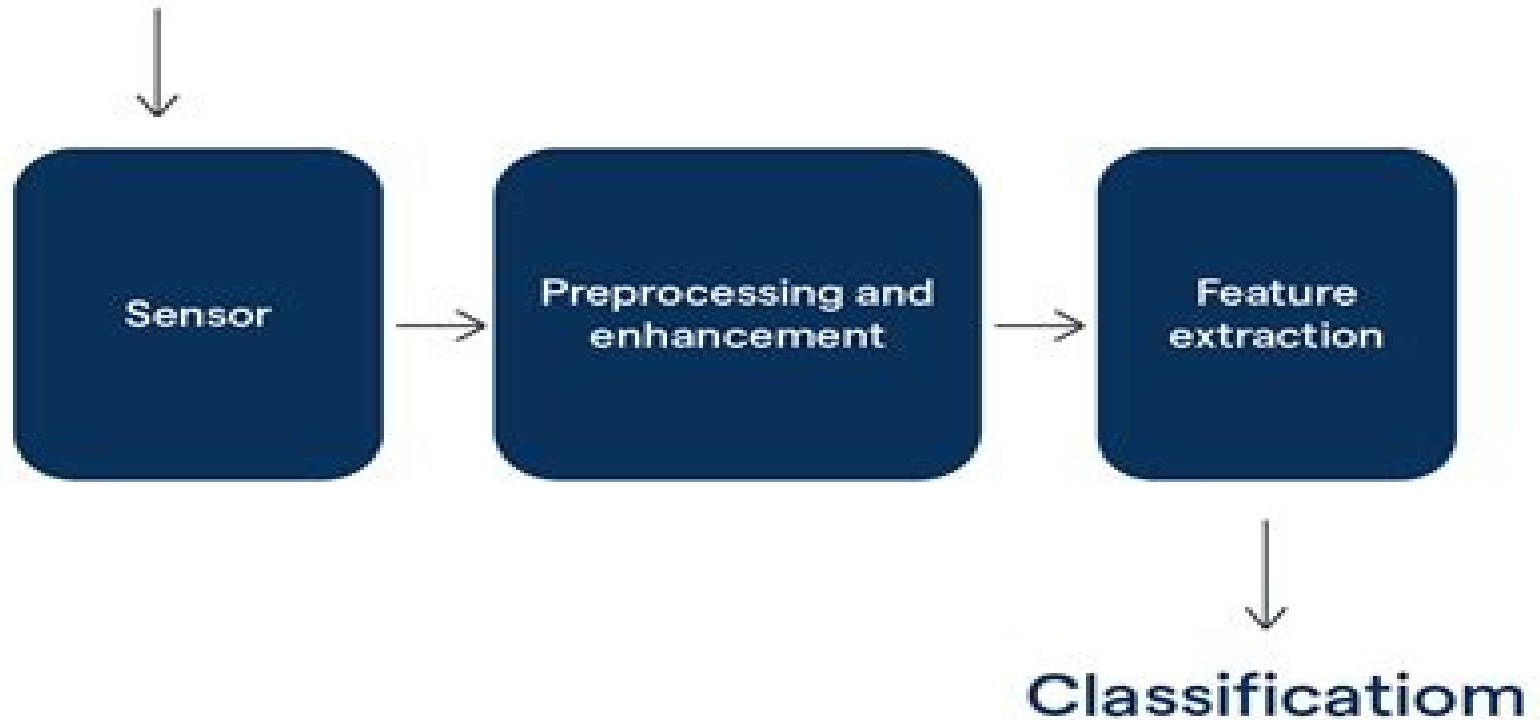 Sensor
Preprocessing and
enhancement
Feature
extraction
Classificatiom